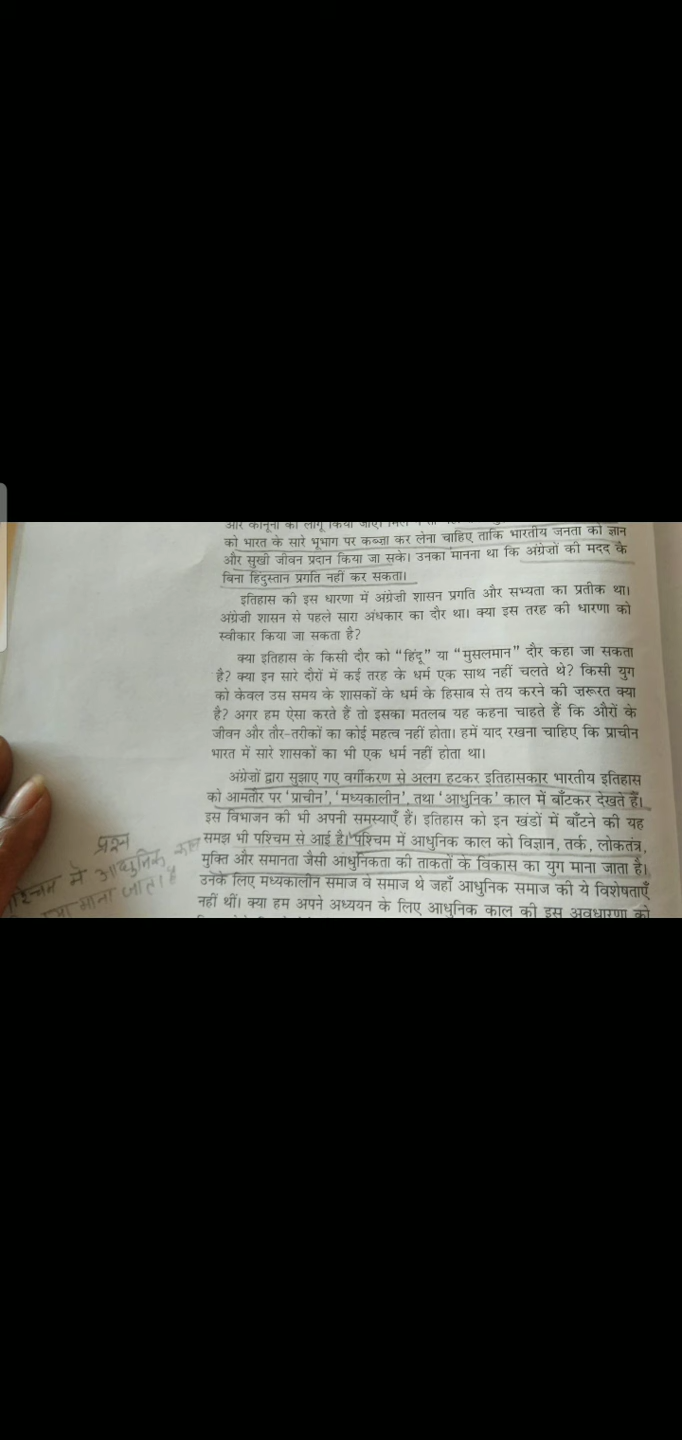 और कानूनों को लागू किया जाए। मिल ने तो
को भारत के सारे भूभाग पर कब्ज़ा कर लेना चाहिए ताकि भारतीय जनता को ज्ञान
और सुखी जीवन प्रदान किया जा सके। उनका मानना था कि अंग्रेज़ों की मदद के
बिना हिंदुस्तान प्रगति नहीं कर सकता।
इतिहास की इस धारणा में अंग्रेज़ी शासन प्रगति और सभ्यता का प्रतीक था।
अंग्रेज़ी शासन से पहले सारा अंधकार का दौर था। क्या इस तरह की धारणा को
स्वीकार किया जा सकता है?
क्या इतिहास के किसी दौर को “हिंदू” या “मुसलमान” दौर कहा जा सकता
है? क्या इन सारे दौरों में कई तरह के धर्म एक साथ नहीं चलते थे? किसी युग
को केवल उस समय के शासकों के धर्म के हिसाब से तय करने की ज़रूरत क्या
है? अगर हम ऐसा करते हैं तो इसका मतलब यह कहना चाहते हैं कि औरों के
जीवन और तौर-तरीकों का कोई महत्व नहीं होता। हमें याद रखना चाहिए कि प्राचीन
भारत में सारे शासकों का भी एक धर्म नहीं होता था।
अंग्रेज़ों द्वारा सुझाए गए वर्गीकरण से अलग हटकर इतिहासकार भारतीय इतिहास
को आमतौर पर ‘प्राचीन’, ‘मध्यकालीन’, तथा ‘आधुनिक’ काल में बाँटकर देखते हैं।
इस विभाजन की भी अपनी समस्याएँ हैं। इतिहास को इन खंडों में बाँटने की यह
समझ भी पश्चिम से आई है। पश्चिम में आधुनिक काल को विज्ञान, तर्क, लोकतंत्र,
मुक्ति और समानता जैसी आधुनिकता की ताकतों के विकास का युग माना जाता है।
उनके लिए मध्यकालीन समाज वे समाज थे जहाँ आधुनिक समाज की ये विशेषताएँ
नहीं थीं। क्या हम अपने अध्ययन के लिए आधुनिक काल की इस अवधारणा को
प्रश्न
में आधुनिक काल
माना जाता है